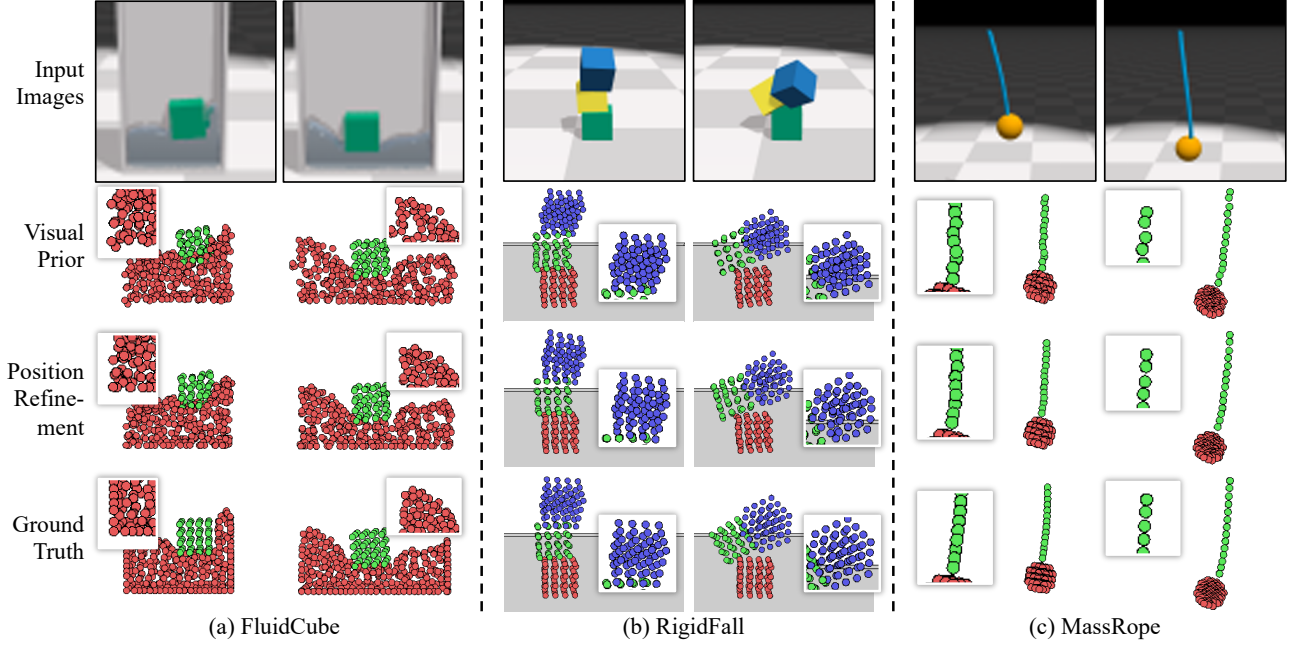 Input
Images
Visual
Prior
Position
Refine-
ment
Ground
Truth
(a) FluidCube
(b) RigidFall
(c) MassRope